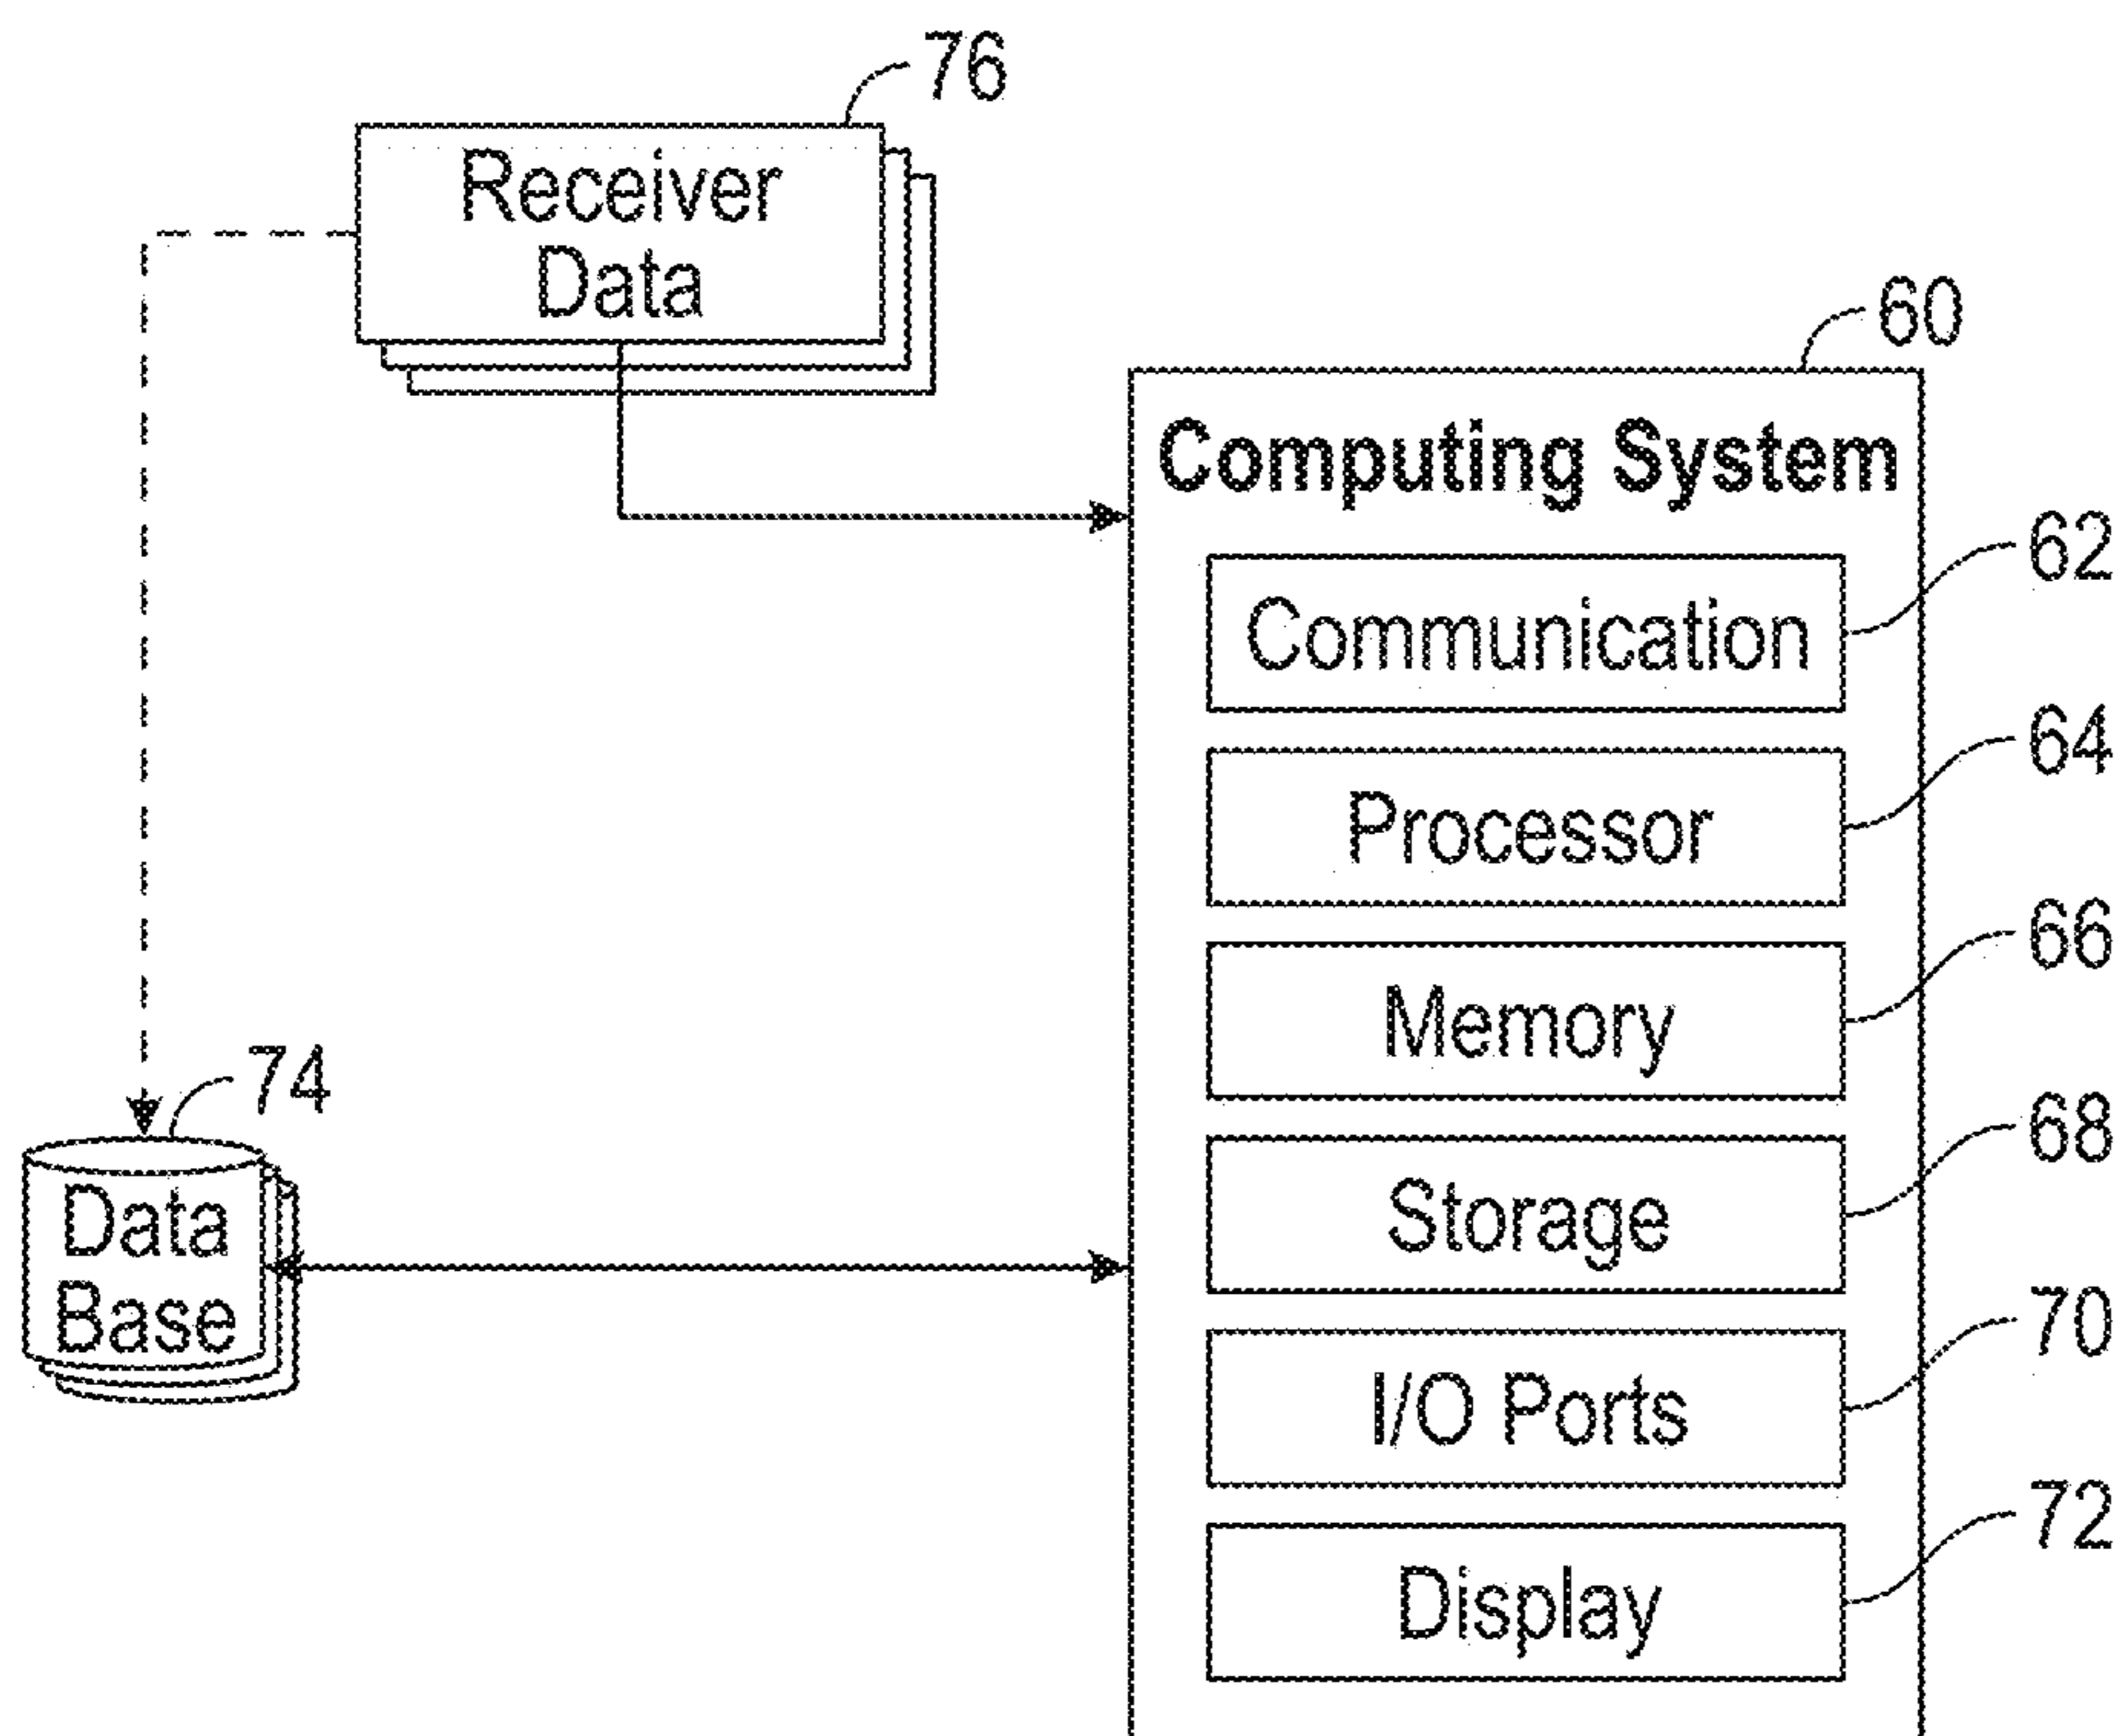 76
Receiver
Data
60
Computing System
62
Communication
64
Processor
66
Memory
74
68
Data
Base
Storage
70
I/O Ports
72
Display